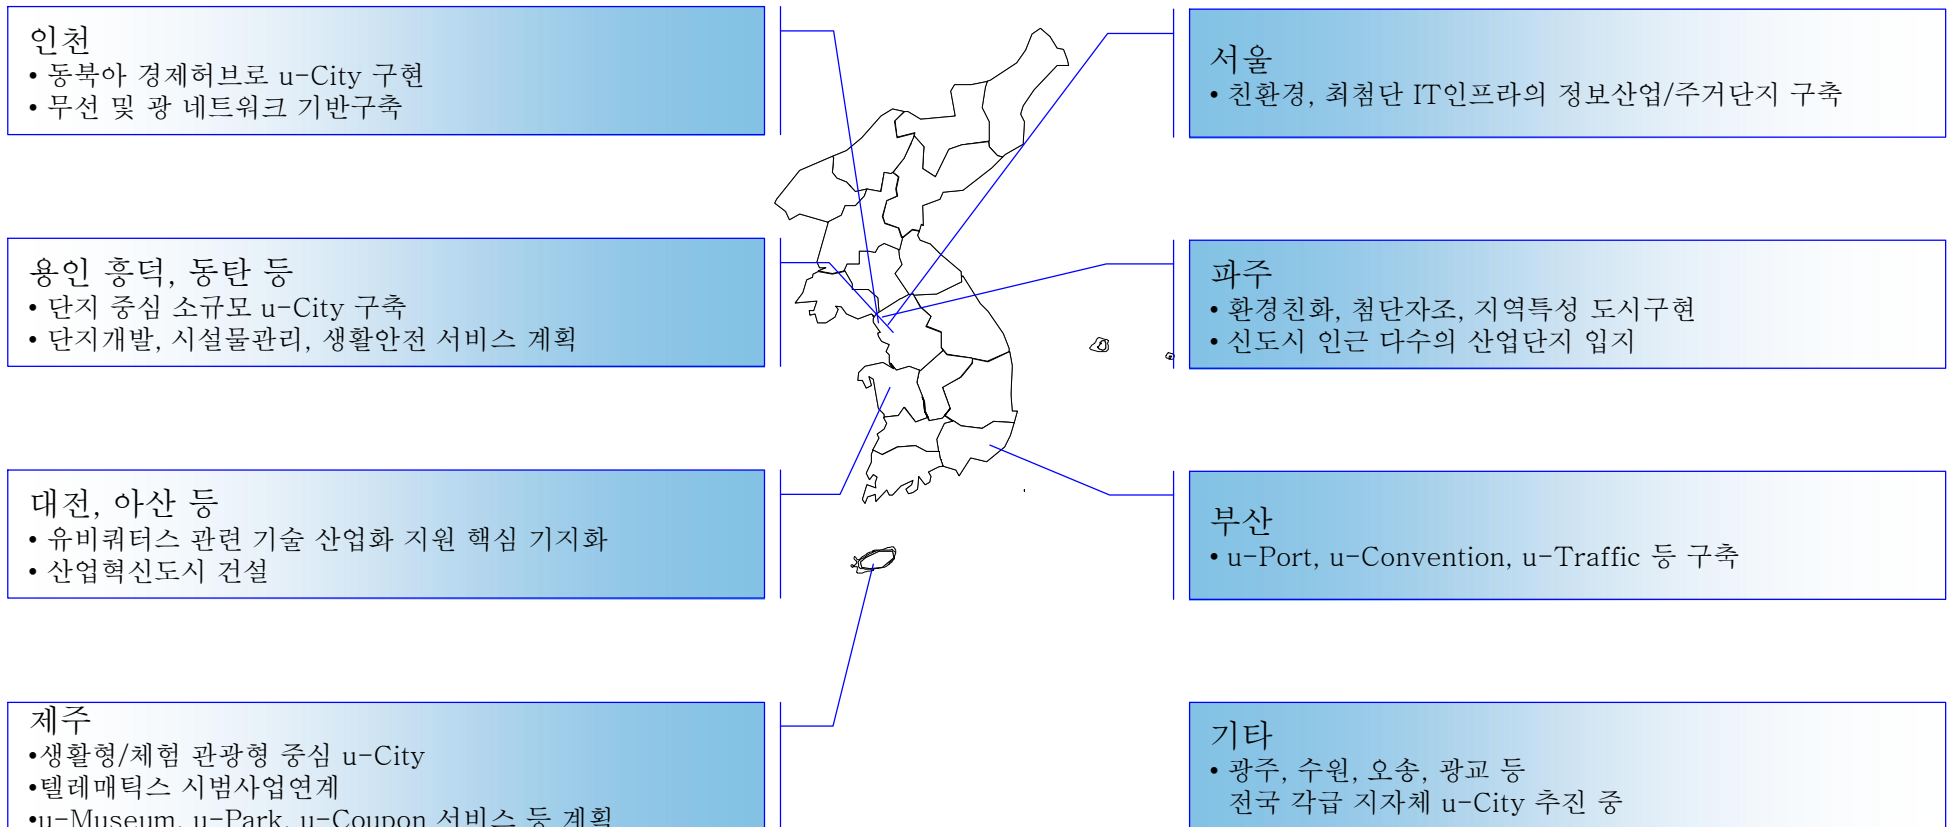 인천
• 동북아 경제허브로 u-City 구현
• 무선 및 광 네트워크 기반구축
서울
• 친환경, 최첨단 IT인프라의 정보산업/주거단지 구축
용인 흥덕, 동탄 등
• 단지 중심 소규모 u-City 구축
• 단지개발, 시설물관리, 생활안전 서비스 계획
파주
• 환경친화, 첨단자조, 지역특성 도시구현
• 신도시 인근 다수의 산업단지 입지
대전, 아산 등
• 유비쿼터스 관련 기술 산업화 지원 핵심 기지화
• 산업혁신도시 건설
부산
• u-Port, u-Convention, u-Traffic 등 구축
제주
•생활형/체험 관광형 중심 u-City
•텔레매틱스 시범사업연계
•u-Museum, u-Park, u-Coupon 서비스 등 계획
기타
• 광주, 수원, 오송, 광교 등
전국 각급 지자체 u-City 추진 중